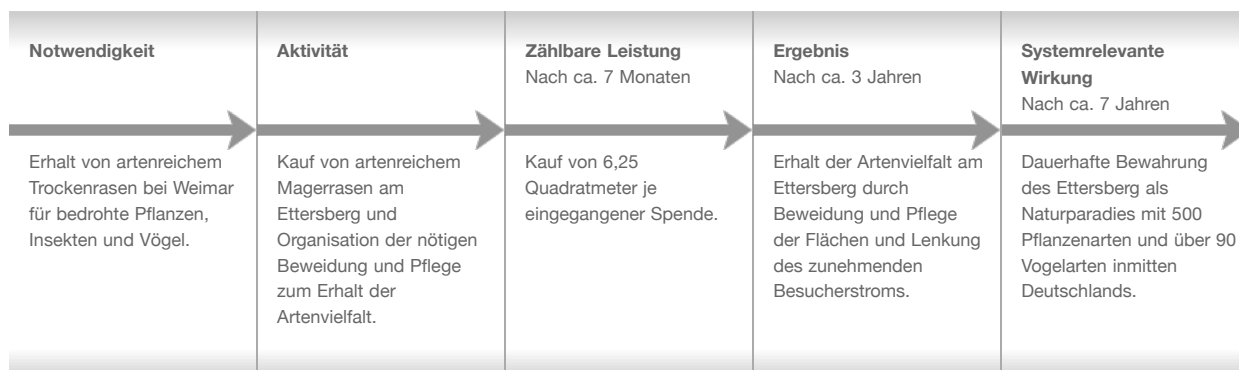 Notwendigkeit
Erhalt von artenreichem
Trockenrasen bei Weimar
für bedrohte Pflanzen,
Insekten und Vögel.
Aktivität
Kauf von artenreichem
Magerrasen am
Ettersberg und
Organisation der nötigen
Beweidung und Pflege
zum Erhalt der
Artenvielfalt.
Zählbare Leistung
Nach ca. 7 Monaten
Kauf von 6,25
Quadratmeter je
eingegangener Spende.
Ergebnis
Nach ca. 3 Jahren
Erhalt der Artenvielfalt am
Ettersberg durch
Beweidung und Pflege
der Flächen und Lenkung
des zunehmenden
Besucherstroms.
Systemrelevante
Wirkung
Nach ca. 7 Jahren
Dauerhafte Bewahrung
des Ettersberg als
Naturparadies mit 500
Pflanzenarten und über 90
Vogelarten inmitten
Deutschlands.